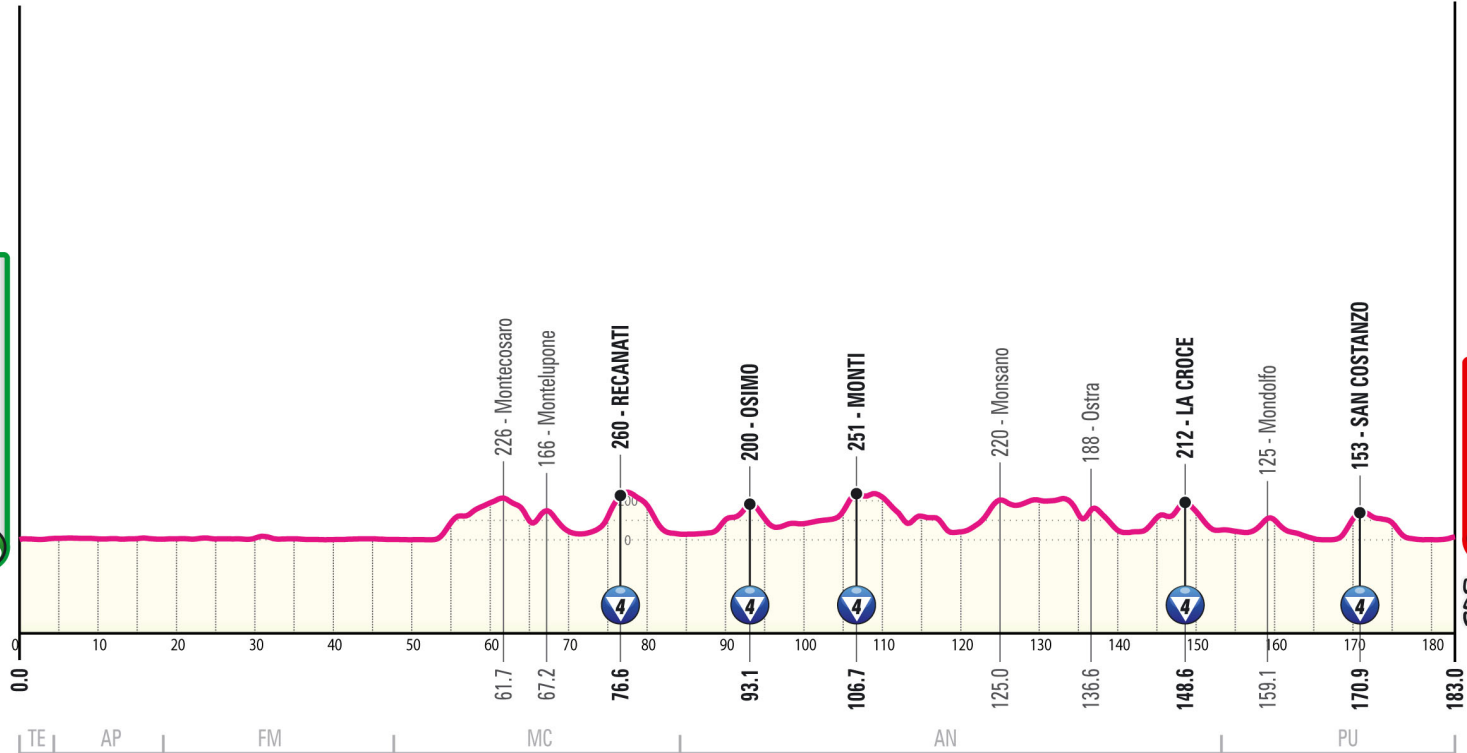 226 - Montecosaro
166 - Montelupone
260 - RECANATI
200 - OSIMO
251 - MONTI
220 - Monsano
188 - Ostra
212 - LA CROCE
125 - Mondolfo
153 - SAN COSTANZO
0
4 4 4 4 4
0 10 20 30 40 50 60 70 80 90 100 110 120 130 140 150 160 170 180
0.0 61.7 67.2 76.6 93.1 106.7 125.0 136.6 148.6 159.1 170.9 183.0
TE AP FM MC AN PU